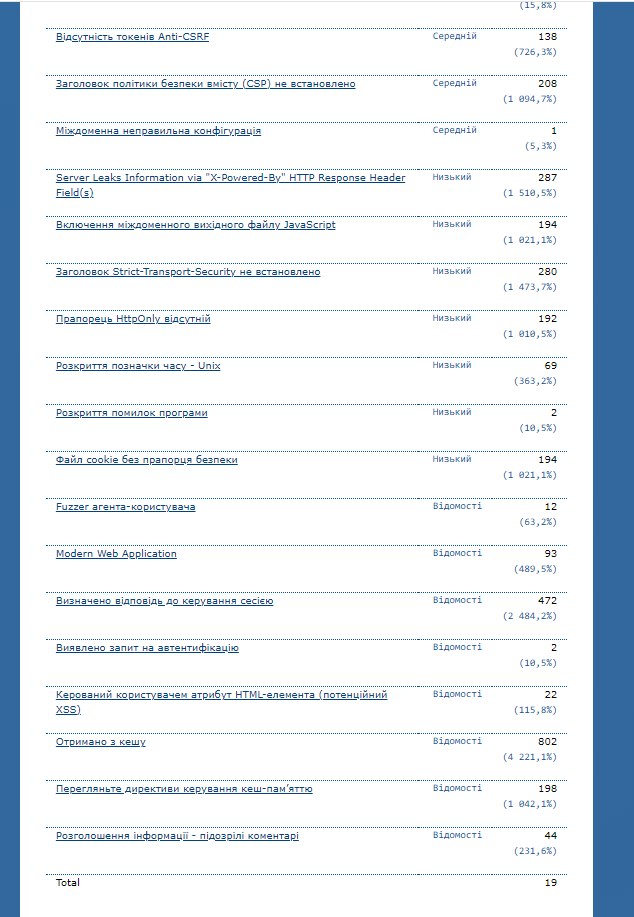 (15,8%)
Відсутність токенів Anti-CSRF Середній 138
(726,3%)
Заголовок політики безпеки вмісту (CSP) не встановлено Середній 208
(1 094,7%)
Міждоменна неправильна конфігурація Середній 1
(5,3%)
Server Leaks Information via "X-Powered-By" HTTP Response Header Низький 287
Field(s) (1 510,5%)
Включення міждоменного вихідного файлу JavaScript Низький 194
(1 021,1%)
Заголовок Strict-Transport-Security не встановлено Низький 280
(1 473,7%)
Прапорець HttpOnly відсутній Низький 192
(1 010,5%)
Розкриття позначки часу - Unix Низький 69
(363,2%)
Розкриття помилок програми Низький 2
(10,5%)
Файл cookie без прапорця безпеки Низький 194
(1 021,1%)
Fuzzer агента-користувача Відомості 12
(63,2%)
Modern Web Application Відомості 93
(489,5%)
Визначено відповідь до керування сесією Відомості 472
(2 484,2%)
Виявлено запит на автентифікацію Відомості 2
(10,5%)
Керований користувачем атрибут HTML-елемента (потенційний Відомості 22
XSS) (115,8%)
Отримано з кешу Відомості 802
(4 221,1%)
Перегляньте директиви керування кеш-пам’яттю Відомості 198
(1 042,1%)
Розголошення інформації - підозрілі коментарі Відомості 44
(231,6%)
Total 19